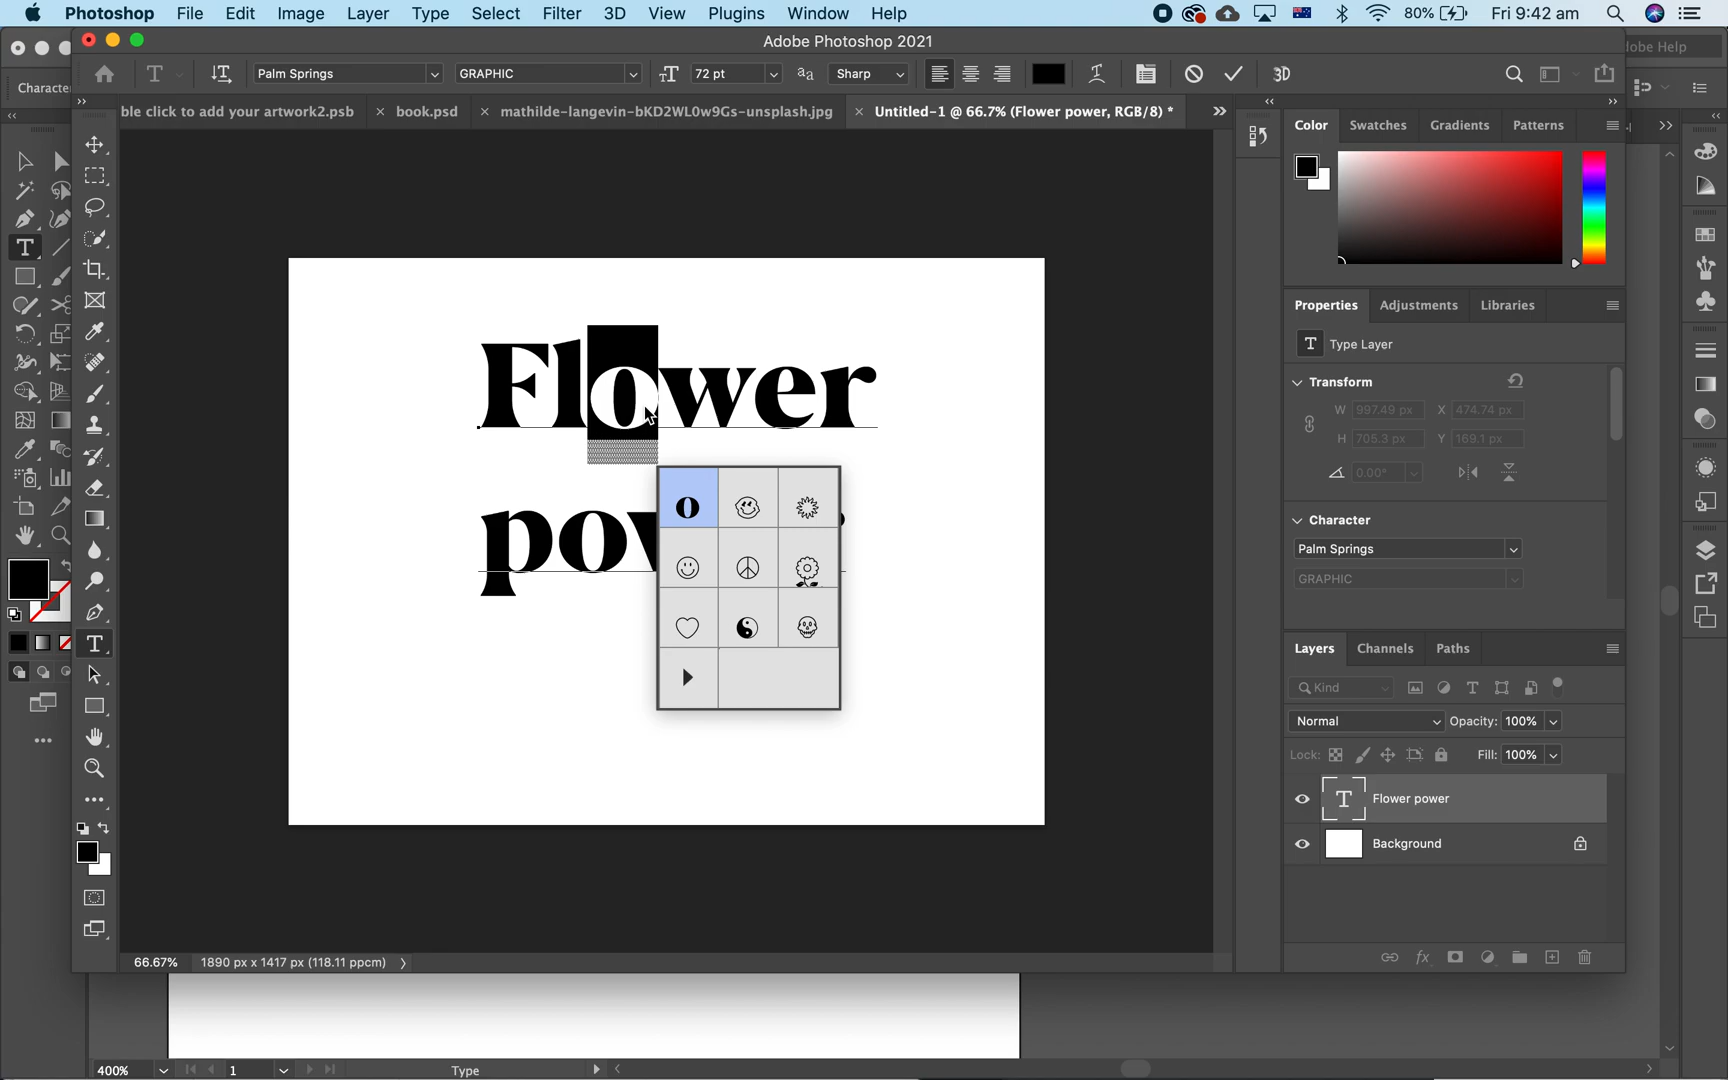 Photoshop File Edit Image Layer Type Select Filter 3D View Plugins Window Help 80% Fri 9:42 am
Adobe Photoshop 2021
Adobe Help
Palm Springs GRAPHIC 72 pt Sharp 3D
ble click to add your artwork2.psb book.psd mathilde-langevin-bKD2WL0w9Gs-unsplash.jpg Untitled-1 @ 66.7% (Flower power, RGB/8) *
Color Swatches Gradients Patterns
Flower
pow
o
Properties Adjustments Libraries
Type Layer
Transform
W 997.49 px X 474.74 px
H 705.3 px Y 169.1 px
0.00°
Character
Palm Springs
GRAPHIC
Layers Channels Paths
Kind
Normal Opacity: 100%
Lock: Fill: 100%
Flower power
Background
66.67% 1890 px x 1417 px (118.11 ppcm)
400% 1 Type